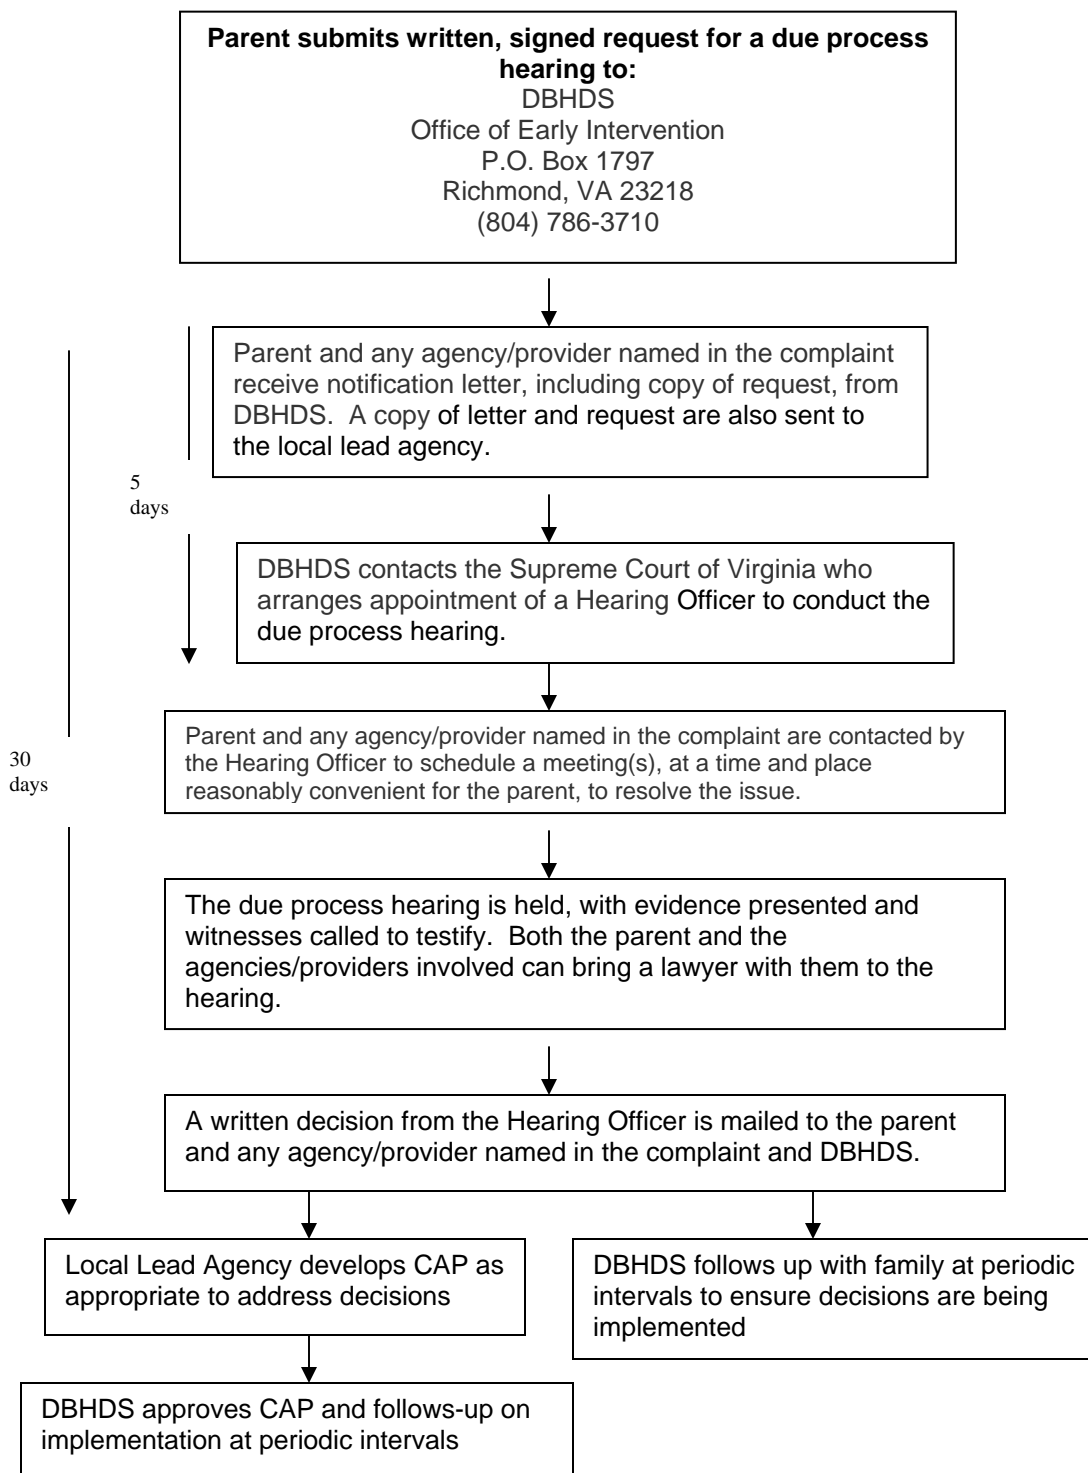 Parent submits written, signed request for a due process
hearing to:
DBHDS
Office of Early Intervention
P.O. Box 1797
Richmond, VA 23218
(804) 786-3710
Parent and any agency/provider named in the complaint
receive notification letter, including copy of request, from
DBHDS.  A copy of letter and request are also sent to
the local lead agency.
5
days
DBHDS contacts the Supreme Court of Virginia who
arranges appointment of a Hearing Officer to conduct the
due process hearing.
30
days
Parent and any agency/provider named in the complaint are contacted by
the Hearing Officer to schedule a meeting(s), at a time and place
reasonably convenient for the parent, to resolve the issue.
The due process hearing is held, with evidence presented and
witnesses called to testify.  Both the parent and the
agencies/providers involved can bring a lawyer with them to the
hearing.
A written decision from the Hearing Officer is mailed to the parent
and any agency/provider named in the complaint and DBHDS.
Local Lead Agency develops CAP as
appropriate to address decisions
DBHDS follows up with family at periodic
intervals to ensure decisions are being
implemented
DBHDS approves CAP and follows-up on
implementation at periodic intervals